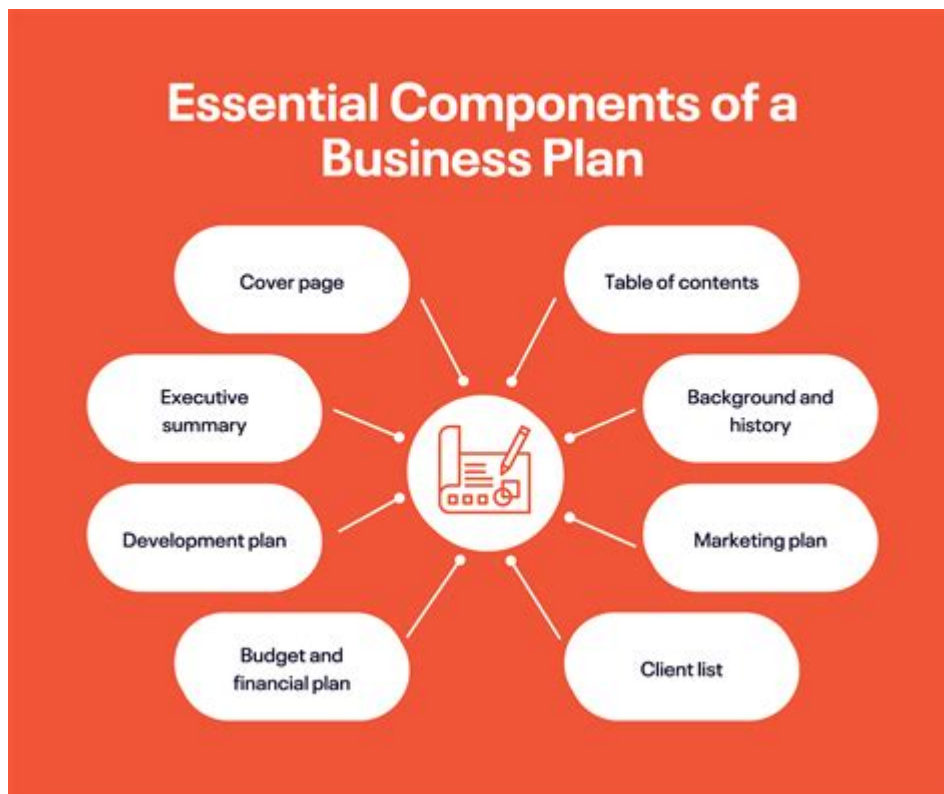 Essential Components of a
Business Plan
Cover page
Table of contents
Executive
summary
Background and
history
Development plan
Marketing plan
Budget and
financial plan
Client list